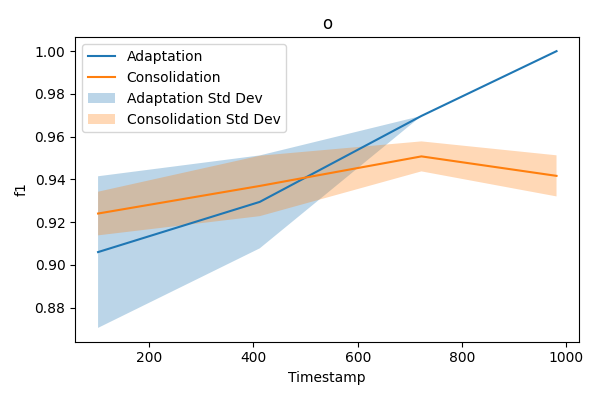 o
1.00
0.98
0.96
0.94
0.92
0.90
0.88
f1
Adaptation
Consolidation
Adaptation Std Dev
Consolidation Std Dev
200 400 600 800 1000
Timestamp